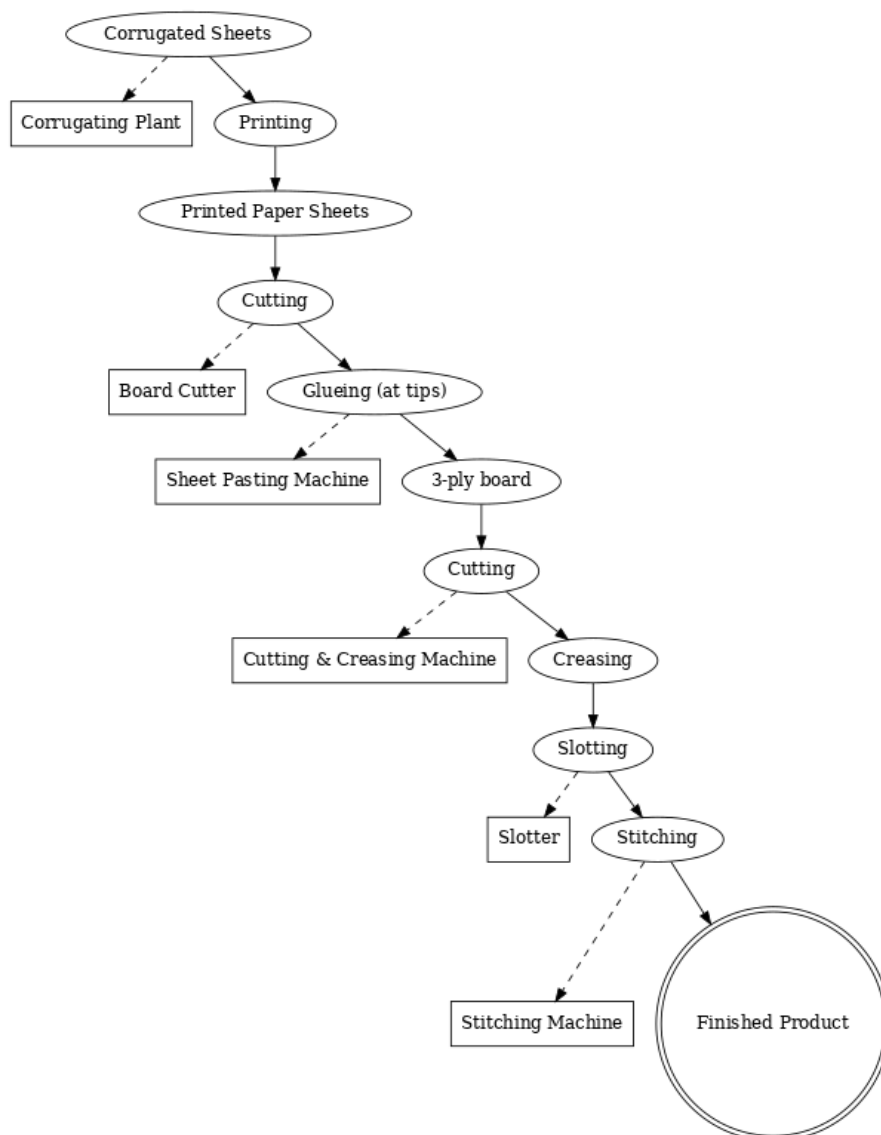 Corrugated Sheets
Corrugating Plant
Printing
Printed Paper Sheets
Cutting
Board Cutter
Glueing (at tips)
Sheet Pasting Machine
3-ply board
Cutting
Cutting & Creasing Machine
Creasing
Slotting
Slotter
Stitching
Stitching Machine
Finished Product